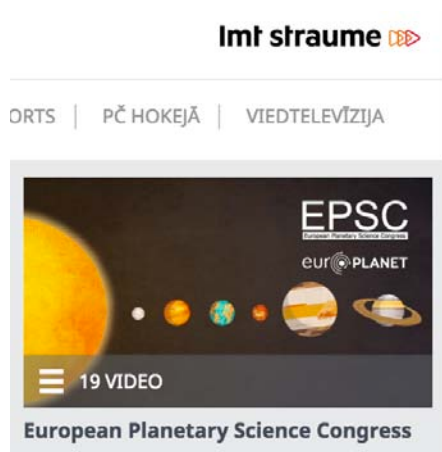 lmt straume
ORTS | PČ HOKEJĀ | VIEDTELEVĪZIJA
EPSC
European Planetary Science Congress
EUROPLANET
19 VIDEO
European Planetary Science Congress